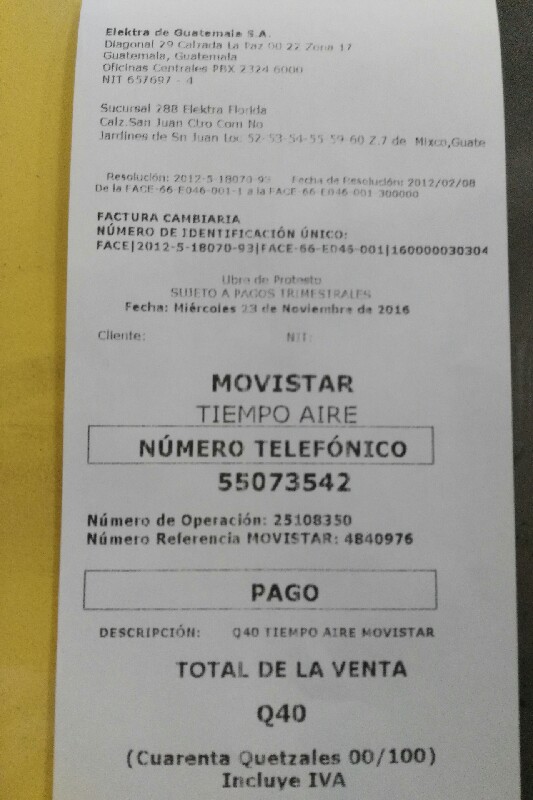 Elektra de Guatemala S.A.
Diagonal 29 Calzada La Paz 00 22 Zona 17
Guatemala, Guatemala
Oficinas Centrales PBX 2324 6000
NIT 657697 - 4
Sucursal 288 Elektra Florida
Calz.San Juan Ctro Com No
Jardines de Sn Juan Loc 52-53-54-55-59-60 Z.7 de Mixco,Guate
Resolución: 2012-5-18070-93 Fecha de Resolución: 2012/02/08
De la FACE-66-E046-001-1 a la FACE-66-E046-001 300000
FACTURA CAMBIARIA
NÚMERO DE IDENTIFICACIÓN ÚNICO:
FACE|2012-5-18070-93|FACE-66-E046-001|160000030304
Libre de Protesto
SUJETO A PAGOS TRIMESTRALES
Fecha: Miércoles 23 de Noviembre de 2016
Cliente: NIT:
MOVISTAR
TIEMPO AIRE
NÚMERO TELEFÓNICO
55073542
Número de Operación: 25108350
Número Referencia MOVISTAR: 4840976
PAGO
DESCRIPCIÓN: Q40 TIEMPO AIRE MOVISTAR
TOTAL DE LA VENTA
Q40
(Cuarenta Quetzales 00/100)
Incluye IVA